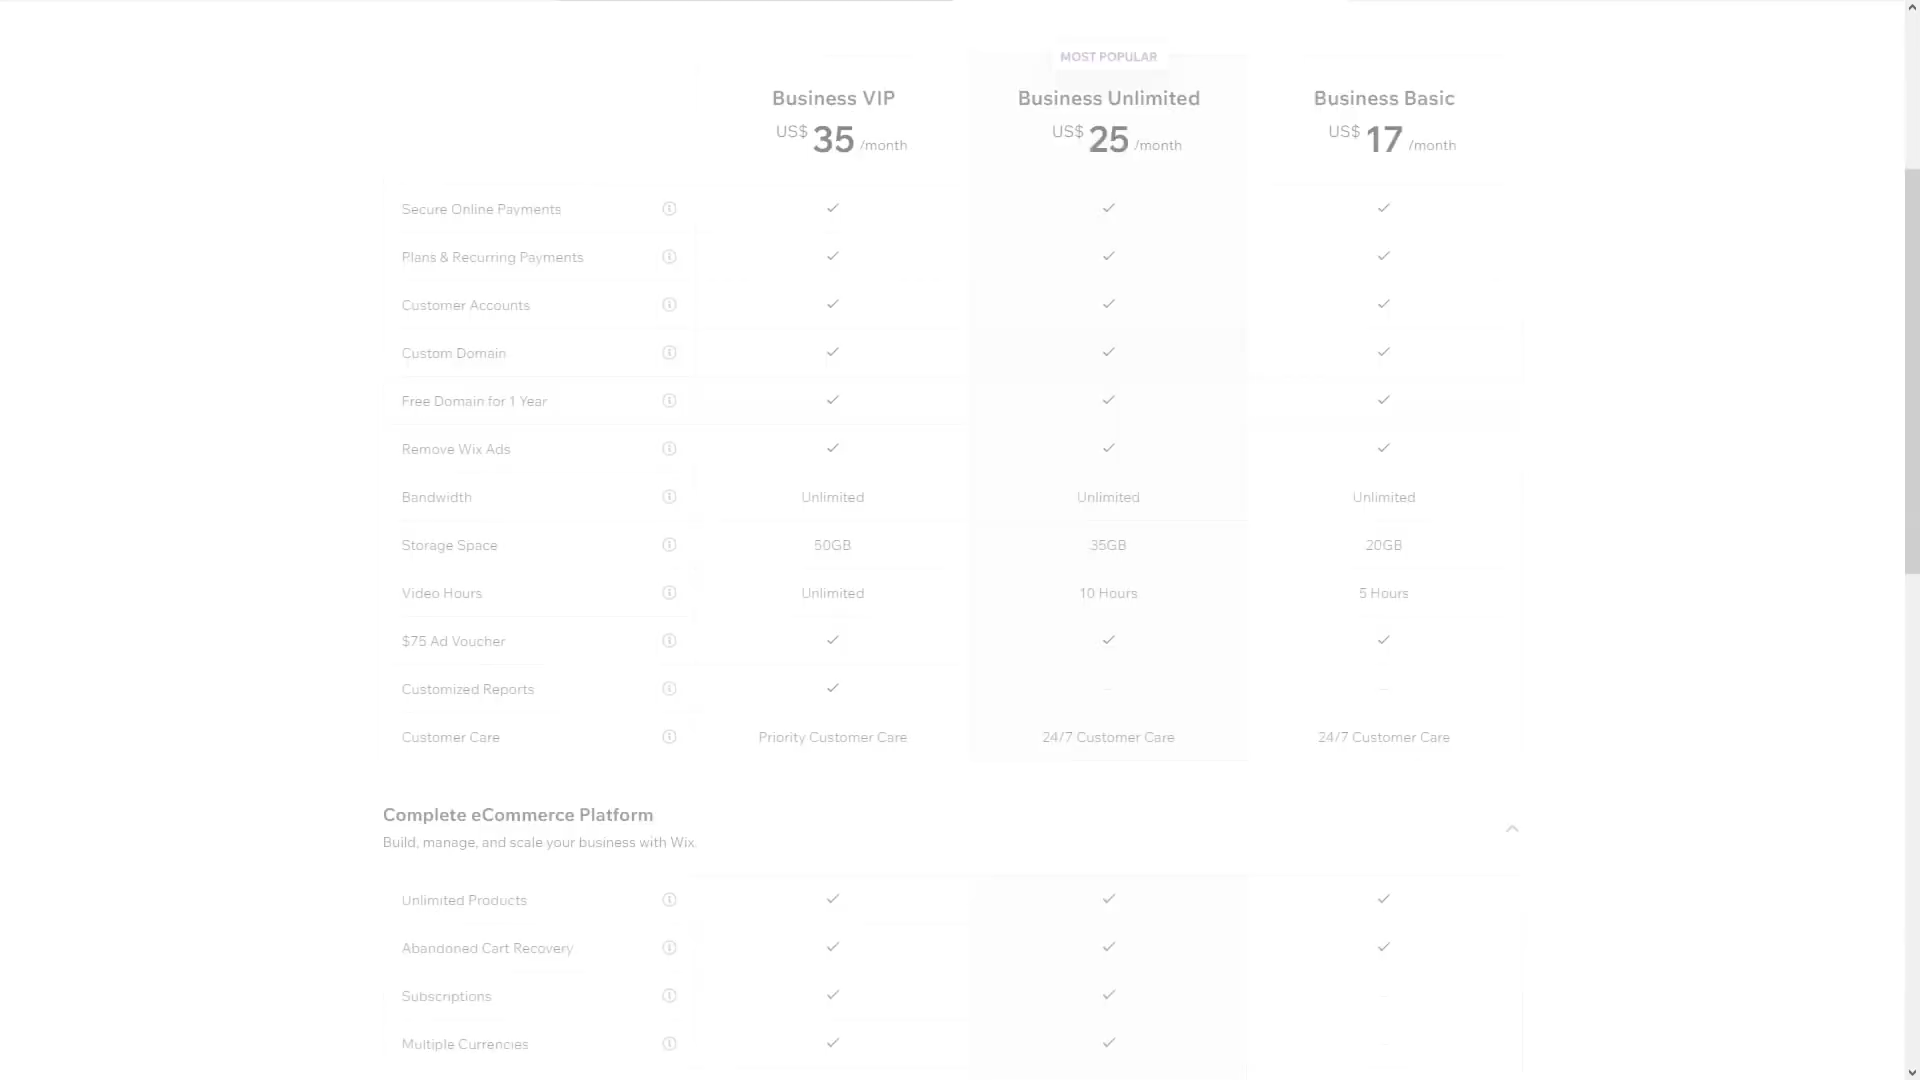 MOST POPULAR
Business VIP Business Unlimited Business Basic
US$ 35 /month US$ 25 /month US$ 17 /month
Secure Online Payments
Plans & Recurring Payments
Customer Accounts
Custom Domain
Free Domain for 1 Year
Remove Wix Ads
Bandwidth Unlimited Unlimited Unlimited
Storage Space 50GB 35GB 20GB
Video Hours Unlimited 10 Hours 5 Hours
$75 Ad Voucher
Customized Reports
Customer Care Priority Customer Care 24/7 Customer Care 24/7 Customer Care
Complete eCommerce Platform
Build, manage, and scale your business with Wix.
Unlimited Products
Abandoned Cart Recovery
Subscriptions
Multiple Currencies